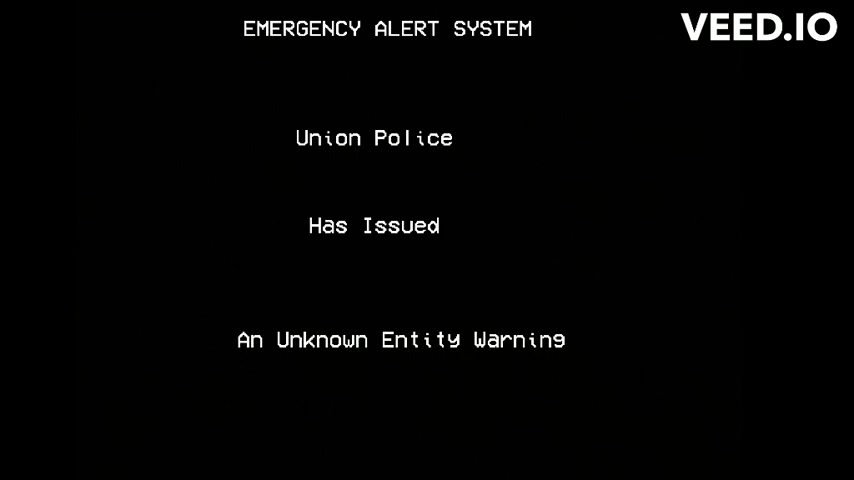 EMERGENCY ALERT SYSTEM
VEED.IO
Union Police
Has Issued
An Unknown Entity Warning